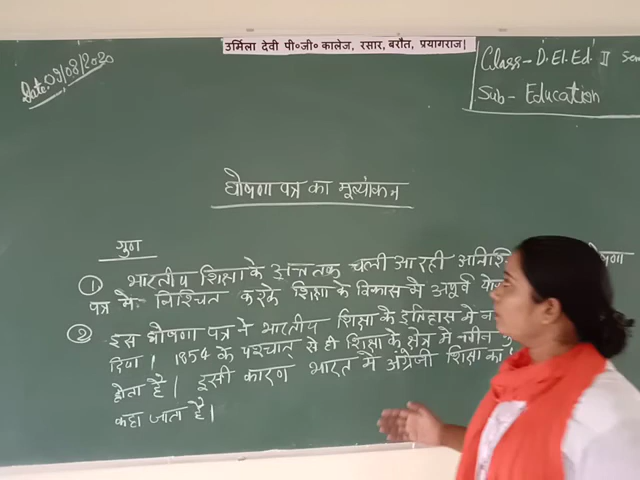 उर्मिला देवी पी०जी० कालेज, रसार, बरौत, प्रयागराज।
Date:- 09/08/2020
Class - D.El.Ed II Sem
Sub - Education
घोषणा पत्र का मूल्यांकन
गुण
① भारतीय शिक्षा के अन्त तक चली आ रही
पत्र में निश्चित करके शिक्षा के विकास में अपूर्व
② इस घोषणा पत्र ने भारतीय शिक्षा के इतिहास में
दिया। 1854 के पश्चात् से ही शिक्षा के क्षेत्र में नवीन
होता है। इसी कारण भारत में अंग्रेजी शिक्षा का
कहा जाता है।